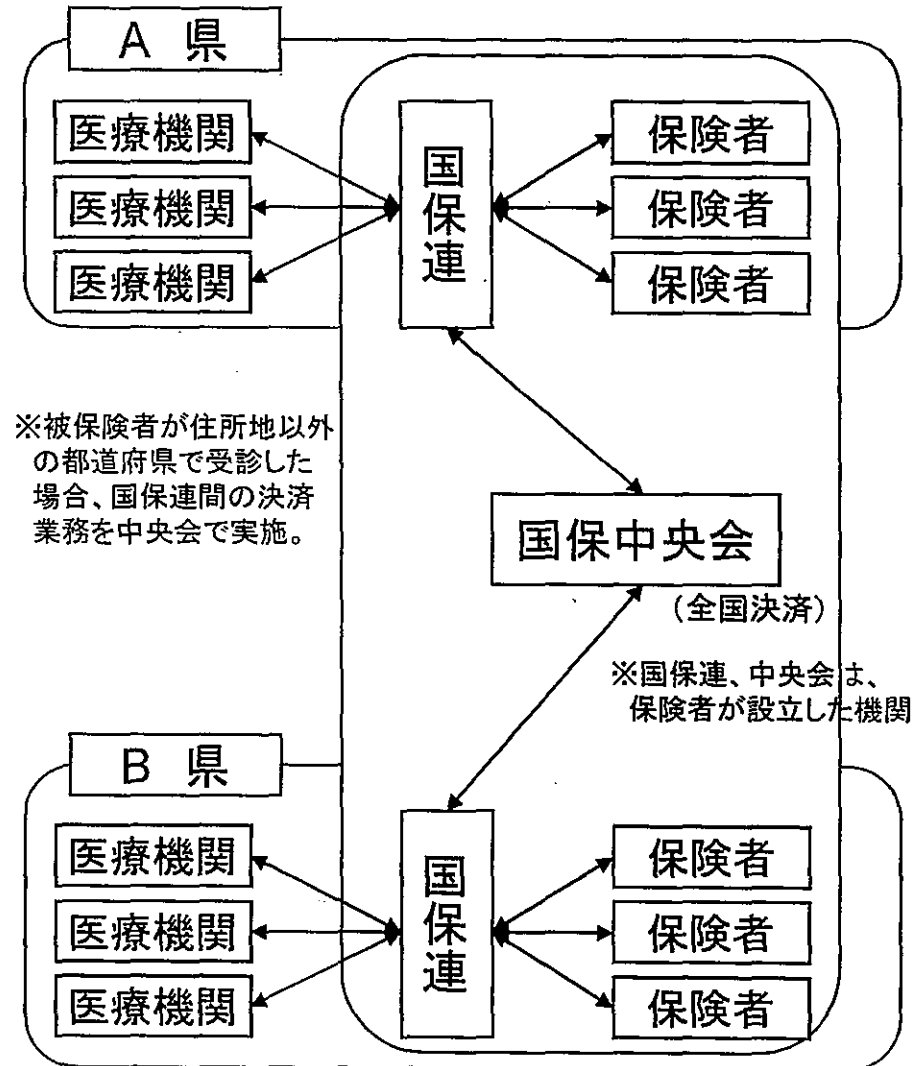 A 県
医療機関
医療機関
医療機関
国保連
保険者
保険者
保険者
※被保険者が住所地以外
の都道府県で受診した
場合、国保連間の決済
業務を中央会で実施。
国保中央会
(全国決済)
※国保連、中央会は、
保険者が設立した機関
B 県
医療機関
医療機関
医療機関
国保連
保険者
保険者
保険者